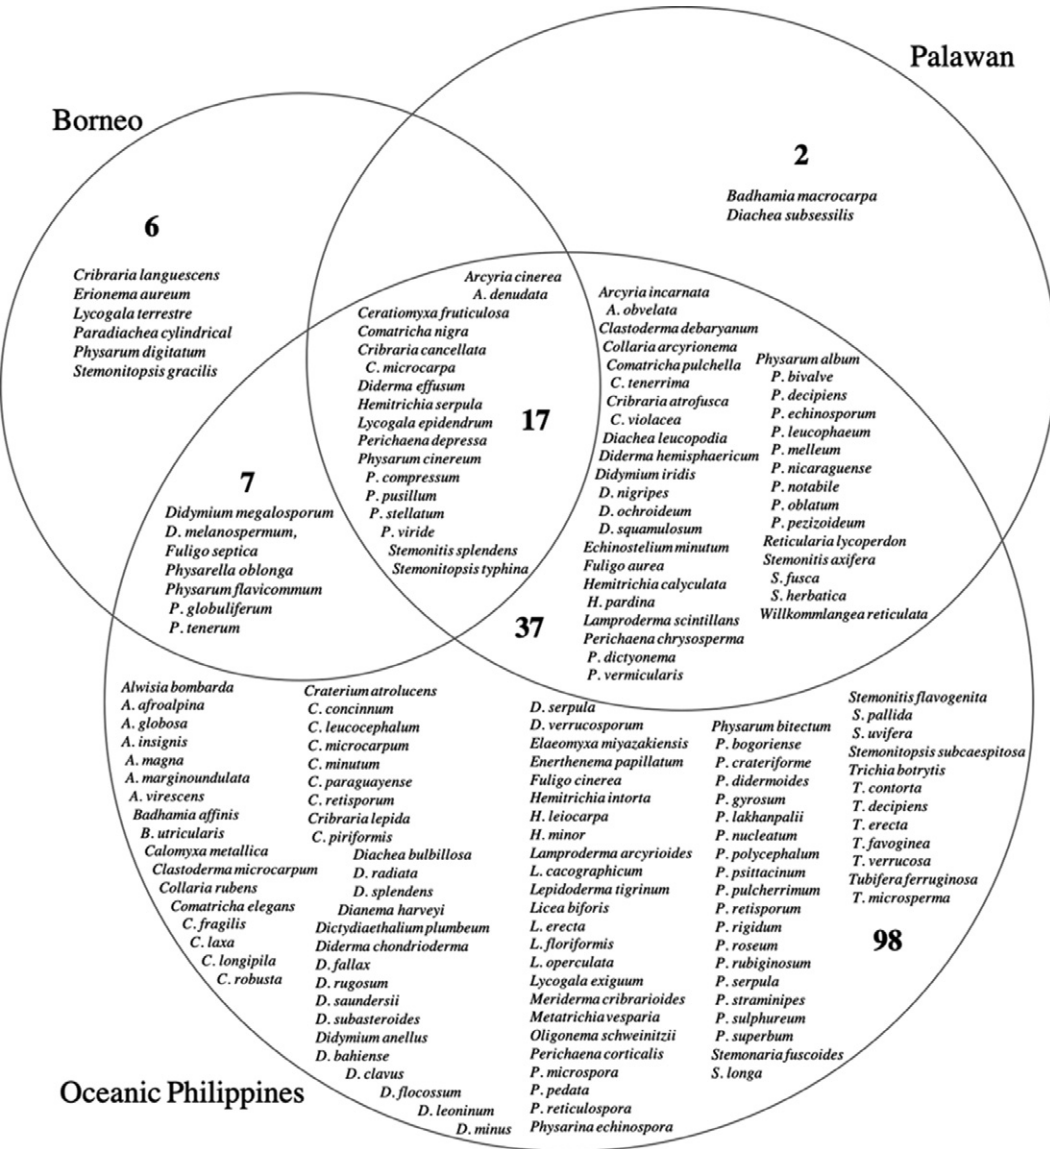 Palawan
Borneo
2
Badhamia macrocarpa
Diachea subsessilis
6
Cribraria languescens
Erionema aureum
Lycogala terrestre
Paradiachea cylindrical
Physarum digitatum
Stemonitopsis gracilis
Arcyria cinerea
A. denudata
Ceratiomyxa fruticulosa
Comatricha nigra
Cribraria cancellata
C. microcarpa
Diderma effusum
Hemitrichia serpula
Lycogala epidendrum
Perichaena depressa
Physarum cinereum
P. compressum
P. pusillum
P. stellatum
P. viride
Stemonitis splendens
Stemonitopsis typhina
17
Arcyria incarnata
A. obvelata
Clastoderma debaryanum
Collaria arcyrionema
Comatricha pulchella
C. tenerrima
Cribraria atrofusca
C. violacea
Diachea leucopodia
Diderma hemisphaericum
Didymium iridis
D. nigripes
D. ochroideum
D. squamulosum
Echinostelium minutum
Fuligo aurea
Hemitrichia calyculata
H. pardina
Lamproderma scintillans
Perichaena chrysosperma
P. dictyonema
P. vermicularis
Physarum album
P. bivalve
P. decipiens
P. echinosporum
P. leucophaeum
P. melleum
P. nicaraguense
P. notabile
P. oblatum
P. pezizoideum
Reticularia lycoperdon
Stemonitis axifera
S. fusca
S. herbatica
Willkommlangea reticulata
37
7
Didymium megalosporum
D. melanospermum,
Fuligo septica
Physarella oblonga
Physarum flavicommum
P. globuliferum
P. tenerum
Alwisia bombarda
A. afroalpina
A. globosa
A. insignis
A. magna
A. marginoundulata
A. virescens
Badhamia affinis
B. utricularis
Calomyxa metallica
Clastoderma microcarpum
Collaria rubens
Comatricha elegans
C. fragilis
C. laxa
C. longipila
C. robusta
Craterium atrolucens
C. concinnum
C. leucocephalum
C. microcarpum
C. minutum
C. paraguayense
C. retisporum
Cribraria lepida
C. piriformis
Diachea bulbillosa
D. radiata
D. splendens
Dianema harveyi
Dictydiaethalium plumbeum
Diderma chondrioderma
D. fallax
D. rugosum
D. saundersii
D. subasteroides
Didymium anellus
D. bahiense
D. clavus
D. flocossum
D. leoninum
D. minus
D. serpula
D. verrucosporum
Elaeomyxa miyazakiensis
Enerthenema papillatum
Fuligo cinerea
Hemitrichia intorta
H. leiocarpa
H. minor
Lamproderma arcyrioides
L. cacographicum
Lepidoderma tigrinum
Licea biforis
L. erecta
L. floriformis
L. operculata
Lycogala exiguum
Meriderma cribrarioides
Metatrichia vesparia
Oligonema schweinitzii
Perichaena corticalis
P. microspora
P. pedata
P. reticulospora
Physarina echinospora
Physarum bitectum
P. bogoriense
P. crateriforme
P. didermoides
P. gyrosum
P. lakhanpalii
P. nucleatum
P. polycephalum
P. psittacinum
P. pulcherrimum
P. retisporum
P. rigidum
P. roseum
P. rubiginosum
P. serpula
P. straminipes
P. sulphureum
P. superbum
Stemonaria fuscoides
S. longa
Stemonitis flavogenita
S. pallida
S. uvifera
Stemonitopsis subcaespitosa
Trichia botrytis
T. contorta
T. decipiens
T. erecta
T. favoginea
T. verrucosa
Tubifera ferruginosa
T. microsperma
98
Oceanic Philippines